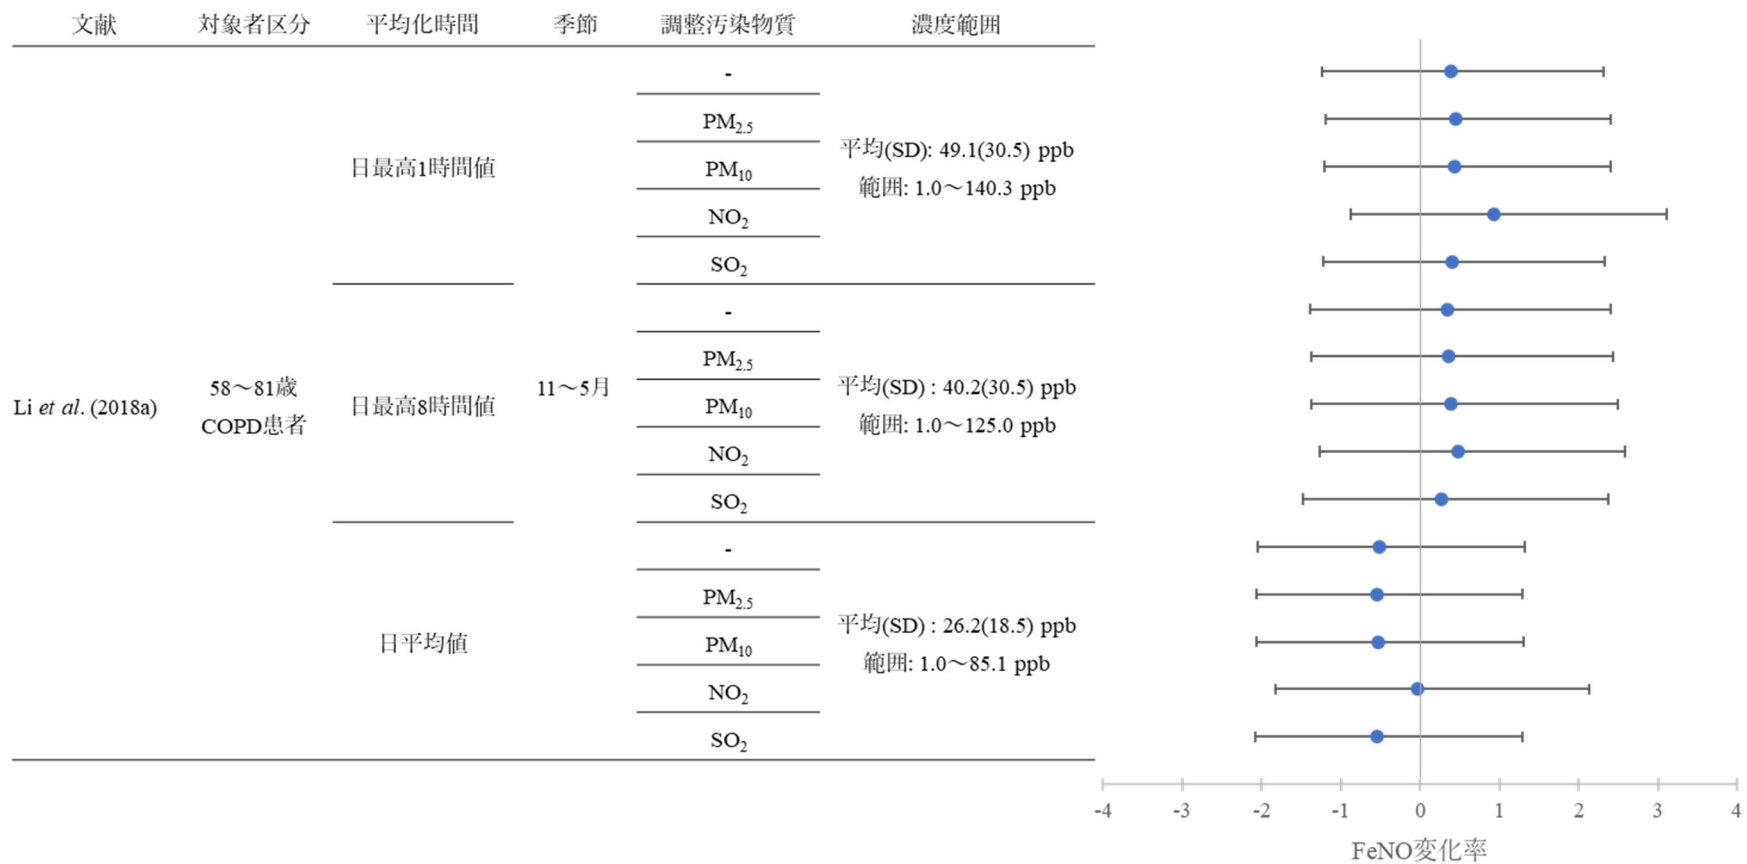 文献 対象者区分 平均化時間 季節 調整汚染物質 濃度範囲
-
PM2.5
平均(SD): 49.1(30.5) ppb
日最高1時間値 PM10
範囲: 1.0～140.3 ppb
NO2
SO2
-
PM2.5
58～81歳 11～5月 平均(SD) : 40.2(30.5) ppb
Li et al. (2018a) 日最高8時間値 PM10
COPD患者 範囲: 1.0～125.0 ppb
NO2
SO2
-
PM2.5
平均(SD) : 26.2(18.5) ppb
日平均値 PM10
範囲: 1.0～85.1 ppb
NO2
SO2
-4 -3 -2 -1 0 1 2 3 4
FeNO変化率